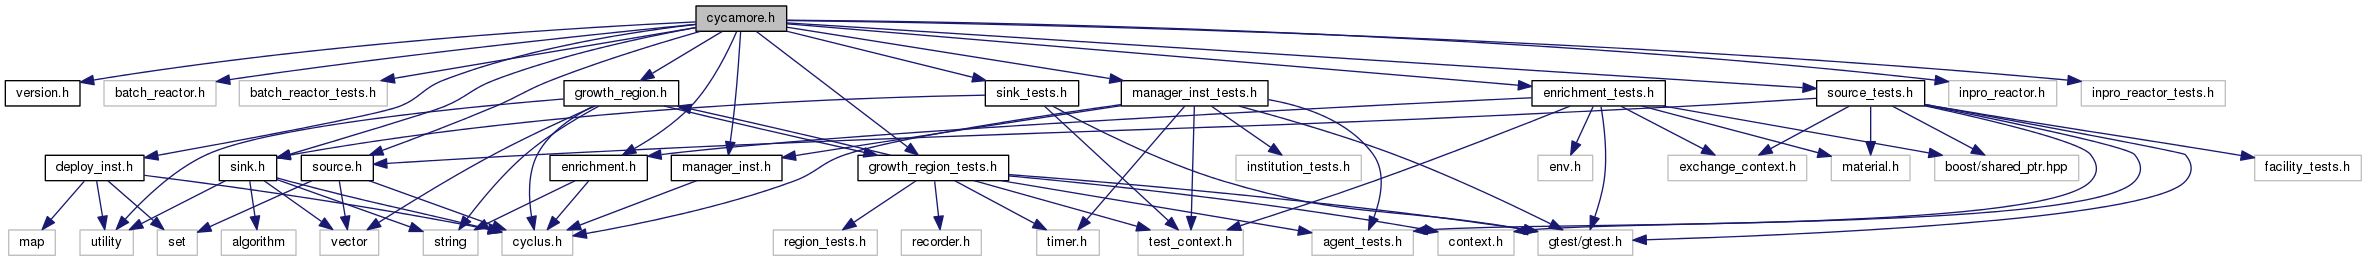 cycamore.h
version.h
batch_reactor.h
batch_reactor_tests.h
growth_region.h
sink_tests.h
manager_inst_tests.h
enrichment_tests.h
source_tests.h
inpro_reactor.h
inpro_reactor_tests.h
deploy_inst.h
sink.h
source.h
enrichment.h
manager_inst.h
growth_region_tests.h
institution_tests.h
env.h
exchange_context.h
material.h
boost/shared_ptr.hpp
facility_tests.h
map
utility
set
algorithm
vector
string
cyclus.h
region_tests.h
recorder.h
timer.h
test_context.h
agent_tests.h
context.h
gtest/gtest.h